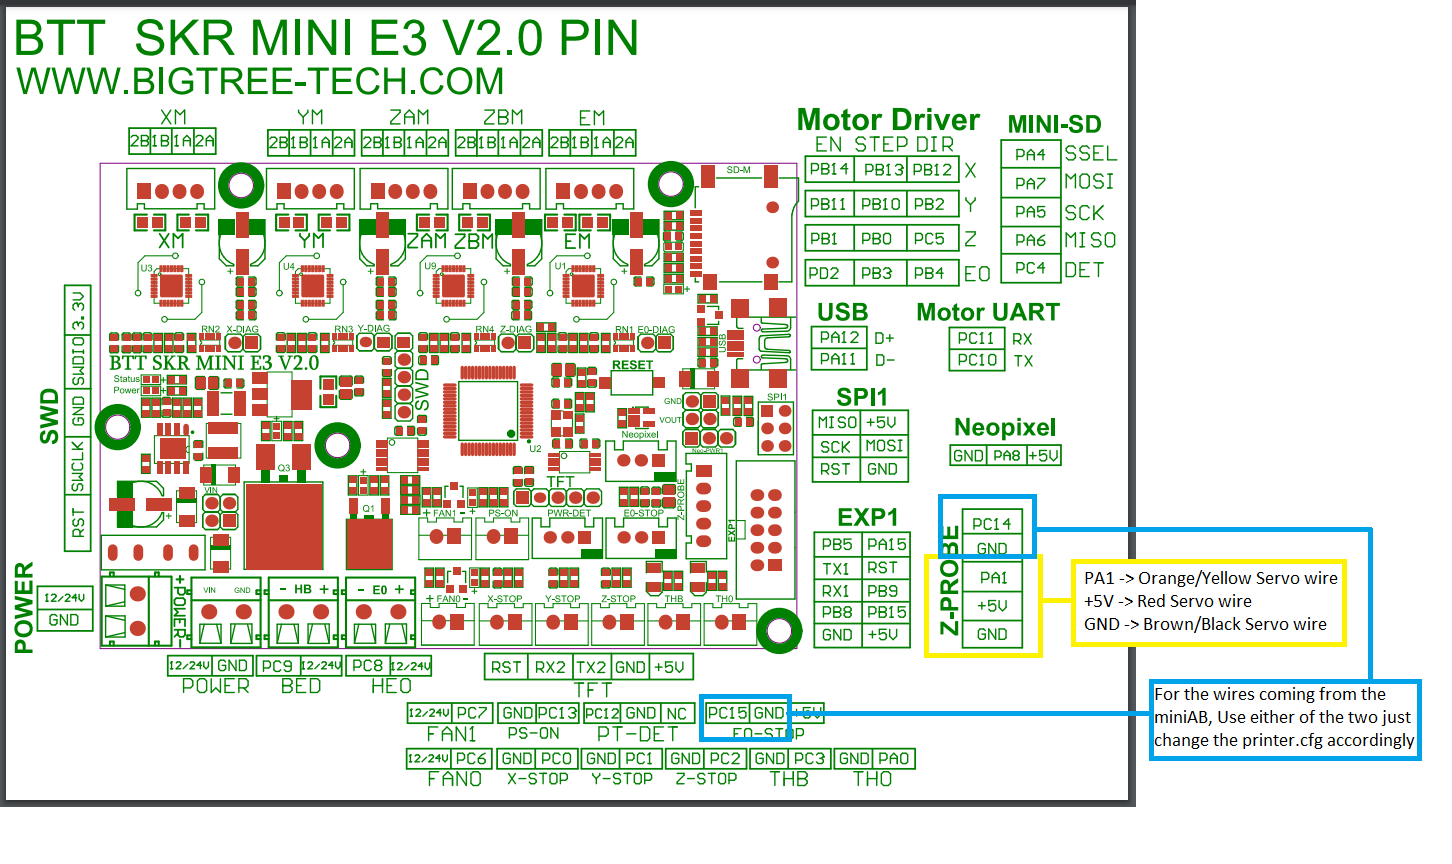 BTT SKR MINI E3 V2.0 PIN
WWW.BIGTREE-TECH.COM
XM YM ZAM ZBM EM
2B 1B 1A 2A 2B 1B 1A 2A 2B 1B 1A 2A 2B 1B 1A 2A 2B 1B 1A 2A
Motor Driver
EN STEP DIR
PB14 PB13 PB12 X
PB11 PB10 PB2 Y
PB1 PB0 PC5 Z
PD2 PB3 PB4 E0
MINI-SD
PA4 SSEL
PA7 MOSI
PA5 SCK
PA6 MISO
PC4 DET
SD-M
XM YM ZAM ZBM EM
U3 U4 U9 U1
USB
PA12 D+
PA11 D-
Motor UART
PC11 RX
PC10 TX
RN2 X-DIAG RN3 Y-DIAG RN4 Z-DIAG RN1 E0-DIAG
USB
BTT SKR MINI E3 V2.0
Status
Power
SWD
RESET
GND
VOUT
Neopixel
Neo-PWR1
SPI1
U2
SWD
3.3V
SWDIO
GND
SWCLK
RST
SPI1
MISO +5V
SCK MOSI
RST GND
Neopixel
GND PA8 +5V
Q3
VIN
Q1
TFT
Z-PROBE
EXP1
FAN1 PS-ON PWR-DET E0-STOP
EXP1
PB5 PA15
TX1 RST
RX1 PB9
PB8 PB15
GND +5V
Z-PROBE
PC14
GND
PA1
+5V
GND
PA1 -> Orange/Yellow Servo wire
+5V -> Red Servo wire
GND -> Brown/Black Servo wire
POWER
12/24V
GND
+POWER-
VIN GND
- HB +
- E0 +
+ FAN0 - X-STOP Y-STOP Z-STOP THB TH0
12/24V GND PC9 12/24V PC8 12/24V
POWER BED HE0
RST RX2 TX2 GND +5V
TFT
12/24V PC7 GND PC13 PC12 GND NC PC15 GND +5V
FAN1 PS-ON PT-DET E0-STOP
12/24V PC6 GND PC0 GND PC1 GND PC2 GND PC3 GND PA0
FAN0 X-STOP Y-STOP Z-STOP THB TH0
For the wires coming from the
miniAB, Use either of the two just
change the printer.cfg accordingly